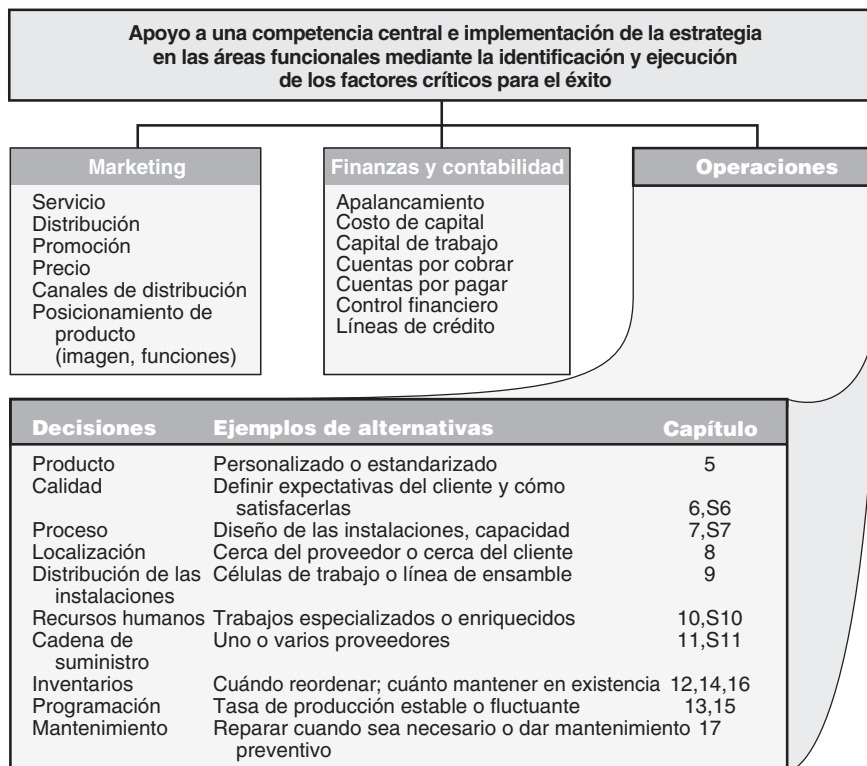 Apoyo a una competencia central e implementación de la estrategia
en las áreas funcionales mediante la identificación y ejecución
de los factores críticos para el éxito
Marketing
Servicio
Distribución
Promoción
Precio
Canales de distribución
Posicionamiento de
producto
(imagen, funciones)
Finanzas y contabilidad
Apalancamiento
Costo de capital
Capital de trabajo
Cuentas por cobrar
Cuentas por pagar
Control financiero
Líneas de crédito
Operaciones
Decisiones Ejemplos de alternativas Capítulo
Producto Personalizado o estandarizado 5
Calidad Definir expectativas del cliente y cómo
satisfacerlas 6,S6
Proceso Diseño de las instalaciones, capacidad 7,S7
Localización Cerca del proveedor o cerca del cliente 8
Distribución de las Células de trabajo o línea de ensamble 9
instalaciones
Recursos humanos Trabajos especializados o enriquecidos 10,S10
Cadena de Uno o varios proveedores 11,S11
suministro
Inventarios Cuándo reordenar; cuánto mantener en existencia 12,14,16
Programación Tasa de producción estable o fluctuante 13,15
Mantenimiento Reparar cuando sea necesario o dar mantenimiento 17
preventivo